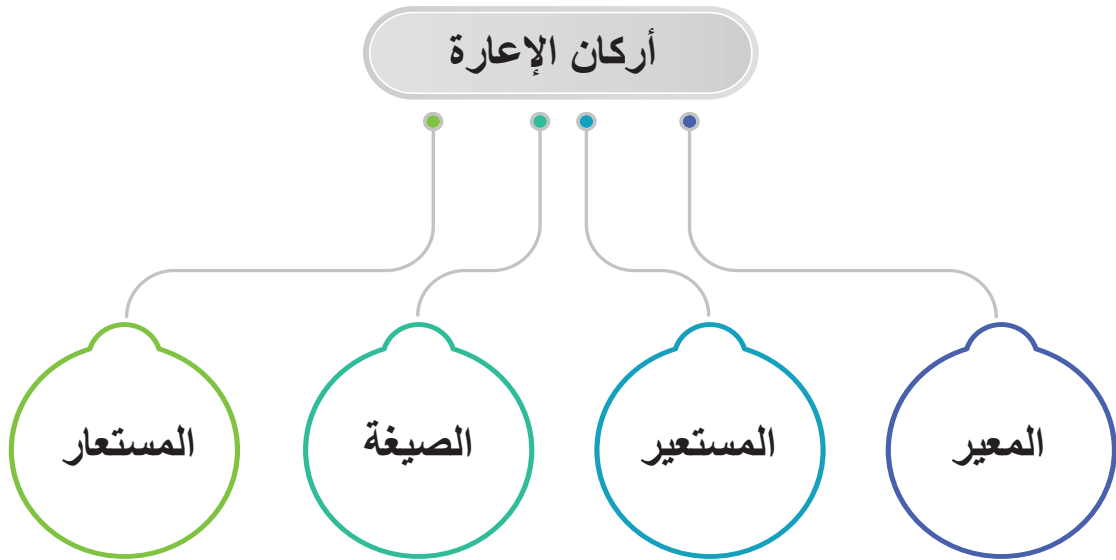 أركان الإعارة
المعير
المستعير
الصيغة
المستعار